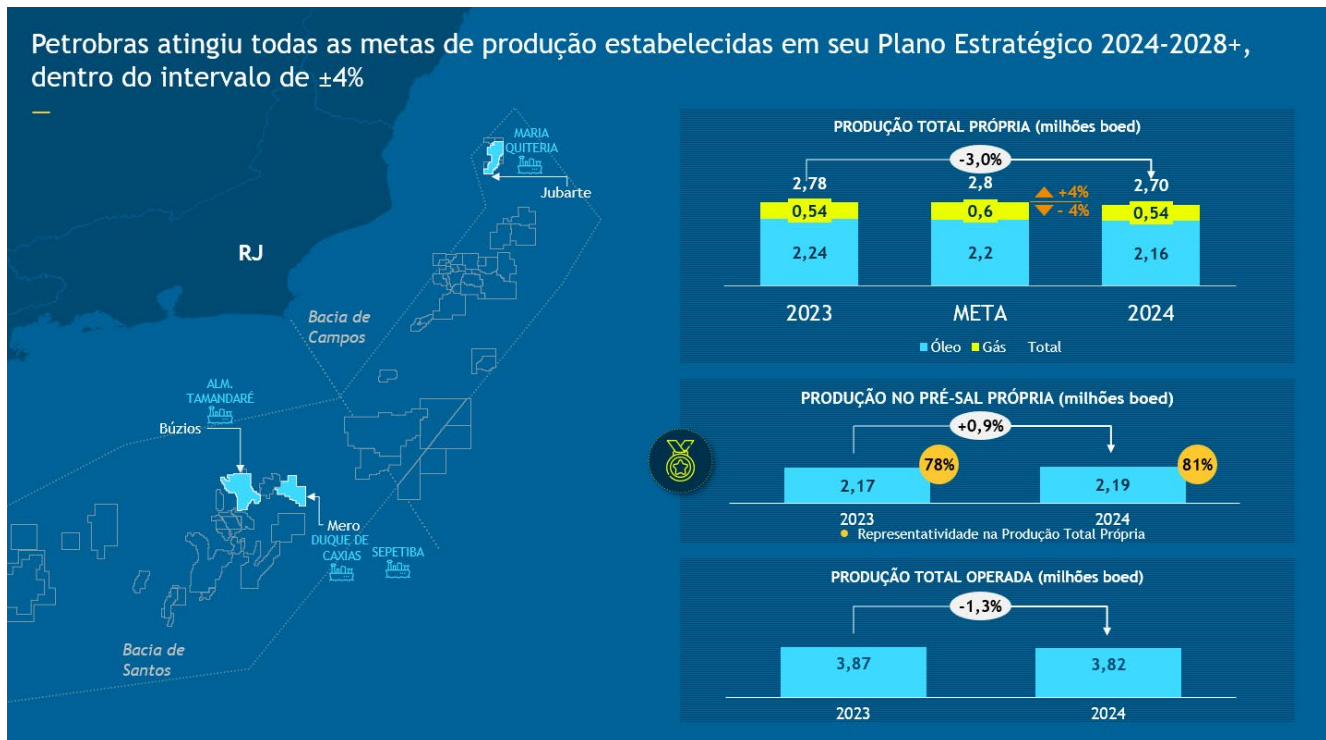 Petrobras atingiu todas as metas de produção estabelecidas em seu Plano Estratégico 2024-2028+,
dentro do intervalo de ±4%
MARIA
QUITERIA
Jubarte
RJ
Bacia de
Campos
ALM.
TAMANDARÉ
Búzios
Mero
DUQUE DE
CAXIAS
SEPETIBA
Bacia de
Santos
PRODUÇÃO TOTAL PRÓPRIA (milhões boed)
-3,0%
2,78 2,8 2,70
+4%
- 4%
0,54 0,6 0,54
2,24 2,2 2,16
2023 META 2024
Óleo Gás Total
PRODUÇÃO NO PRÉ-SAL PRÓPRIA (milhões boed)
+0,9%
78% 81%
2,17 2,19
2023 2024
Representatividade na Produção Total Própria
PRODUÇÃO TOTAL OPERADA (milhões boed)
-1,3%
3,87 3,82
2023 2024